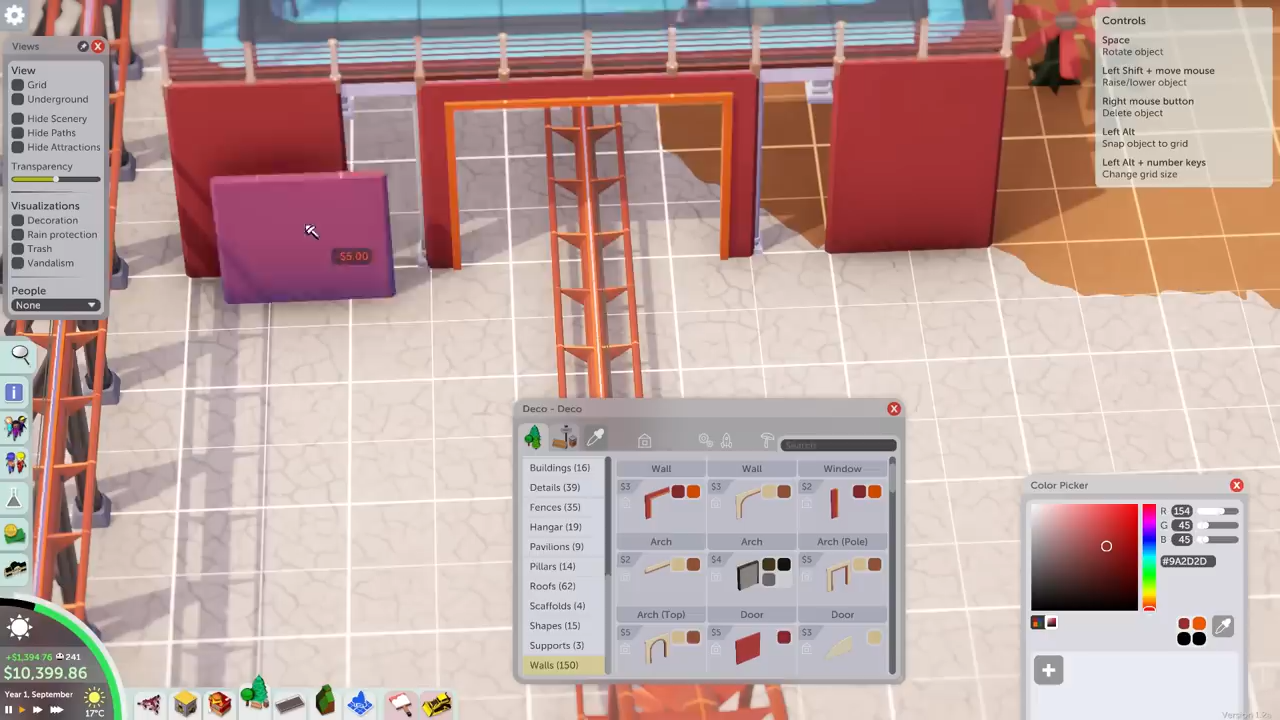 Views
View
Grid
Underground
Hide Scenery
Hide Paths
Hide Attractions
Transparency
Visualizations
Decoration
Rain protection
Trash
Vandalism
People
None
Controls
Space
Rotate object
Left Shift + move mouse
Raise/lower object
Right mouse button
Delete object
Left Alt
Snap object to grid
Left Alt + number keys
Change grid size
-$5.00
Deco - Deco
Search
Buildings (16)
Details (39)
Fences (35)
Hangar (19)
Pavilions (9)
Pillars (14)
Roofs (62)
Scaffolds (4)
Shapes (15)
Supports (3)
Walls (150)
Wall Wall Window
$3 $3 $2
Arch Arch Arch (Pole)
$2 $4 $5
Arch (Top) Door Door
$5 $5 $3
Color Picker
R 154
G 45
B 45
#9A2D2D
+$1,394.76 241
$10,399.86
Year 1, September
17°C